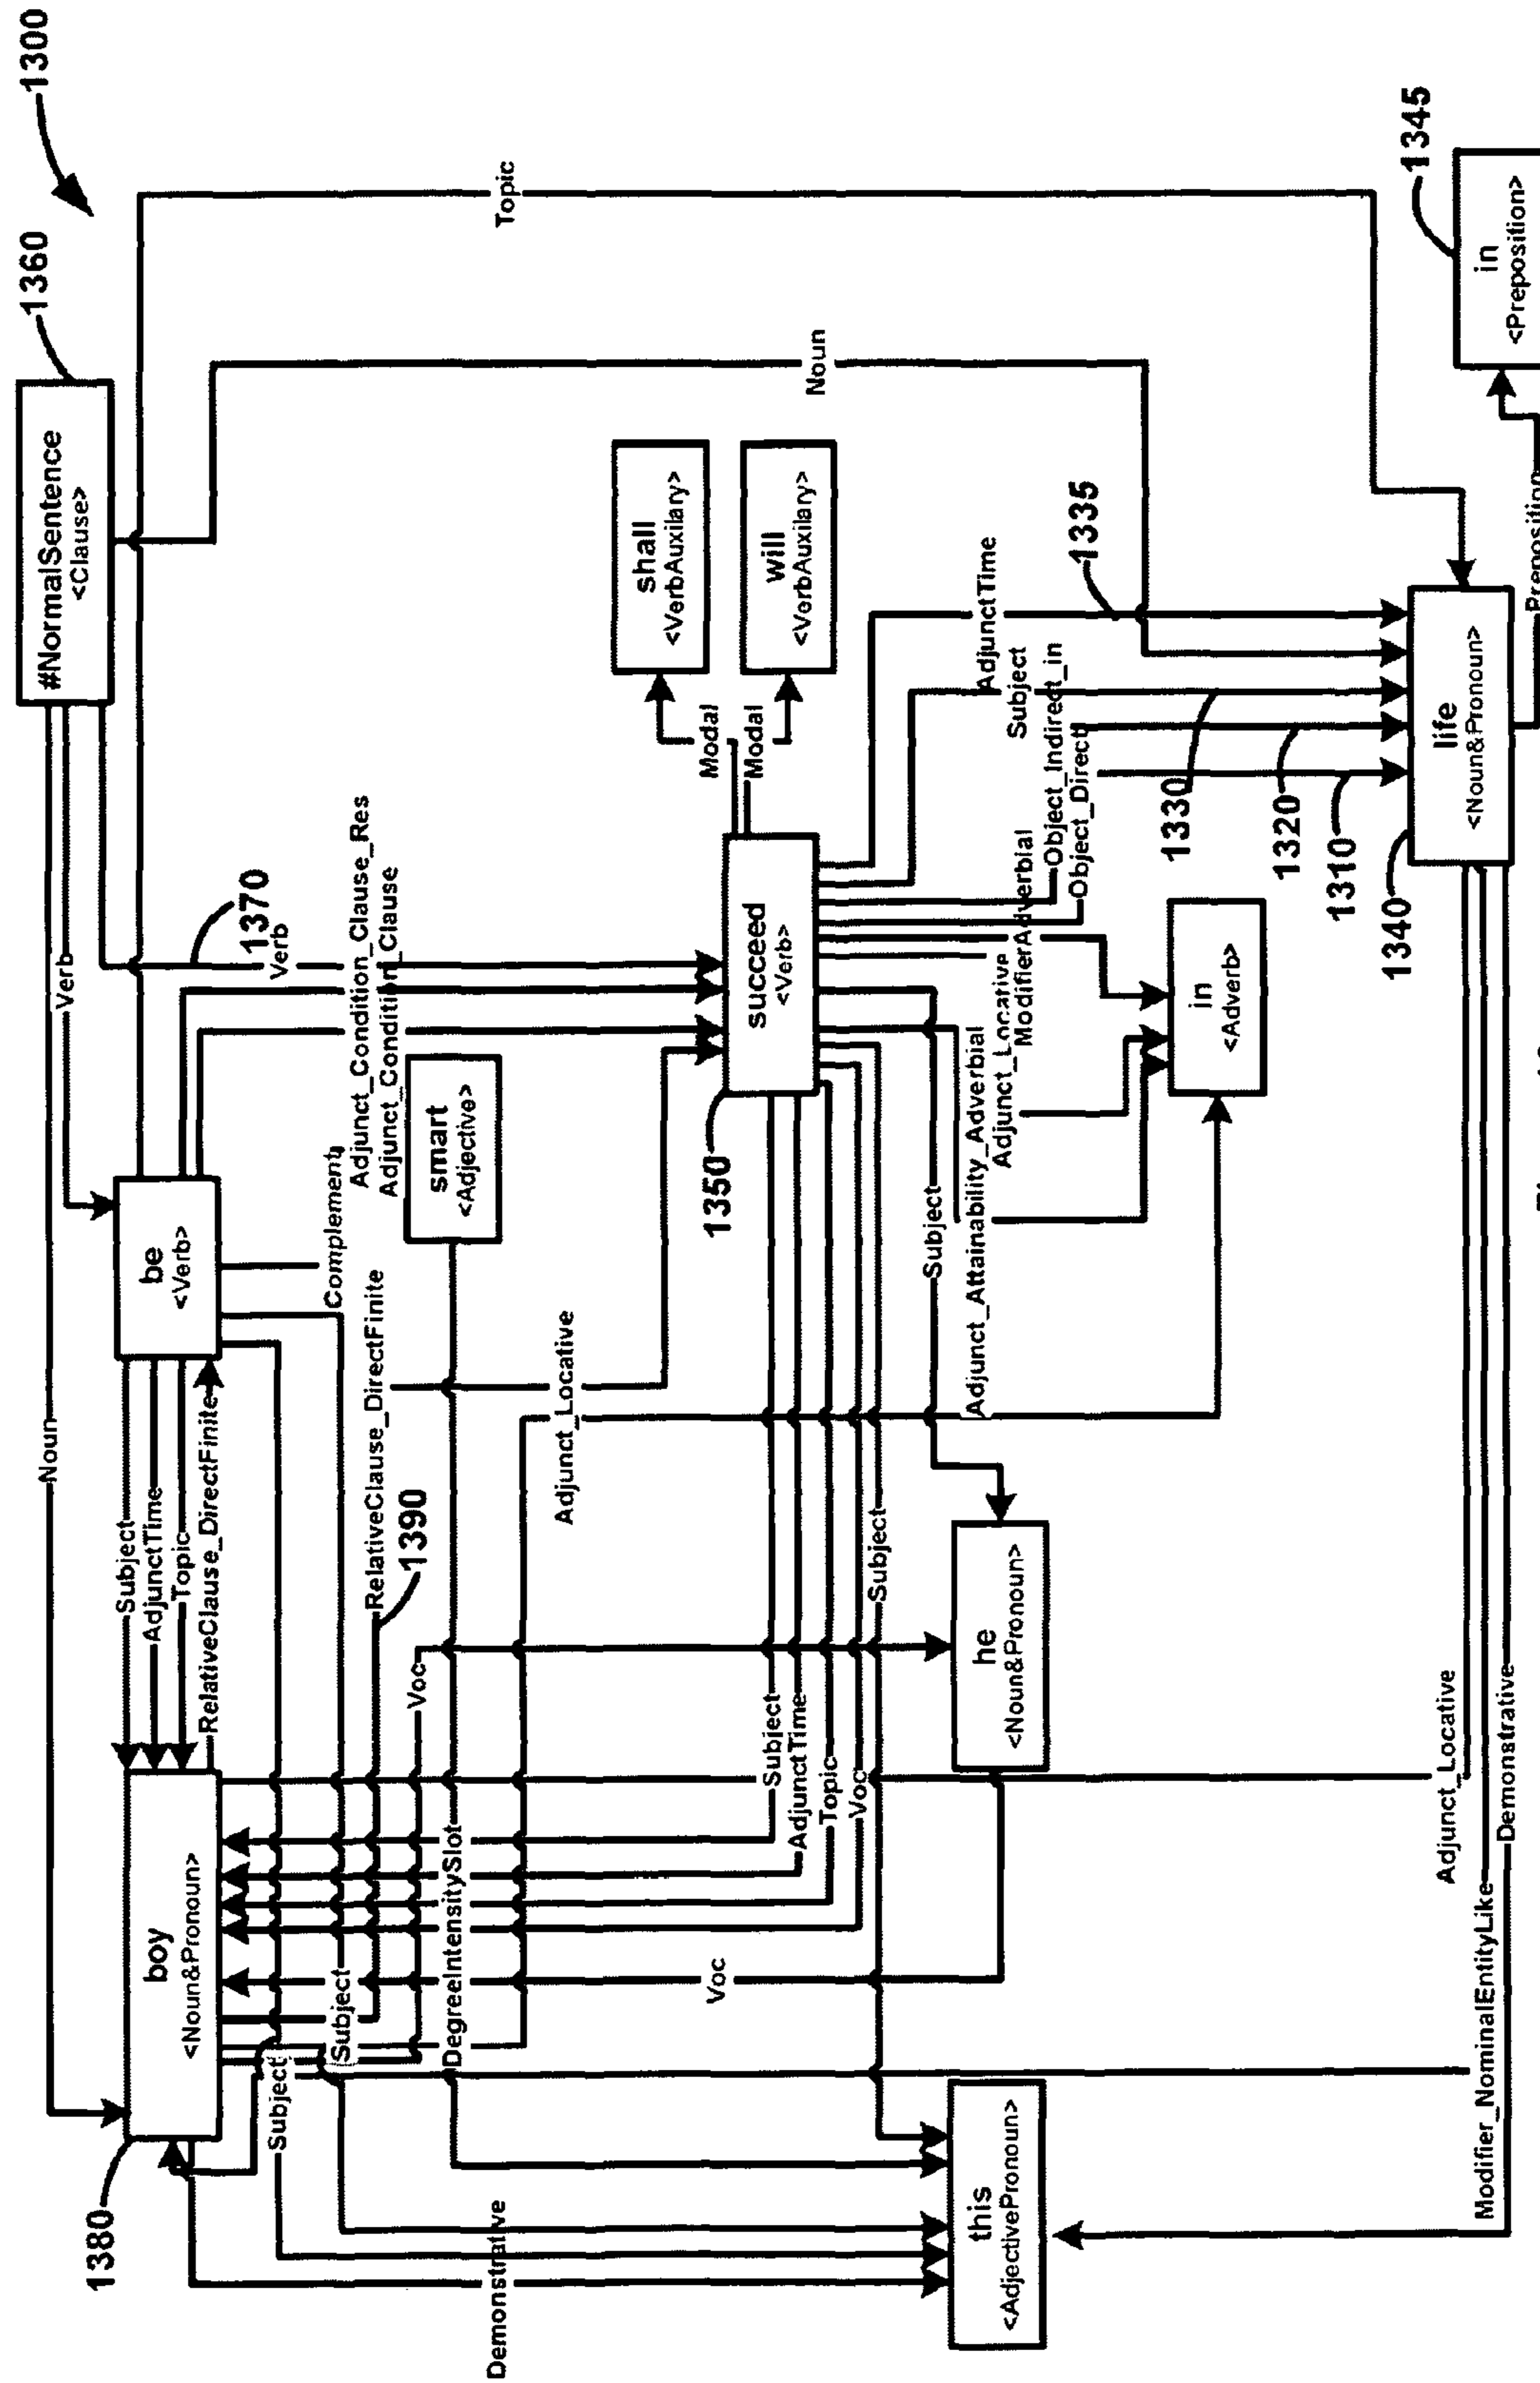 1300
1360
#NormalSentence
<Clause>
Topic
Noun
Verb
Noun
1370
Verb
be
<Verb>
Subject
AdjunctTime
Topic
RelativeClause_DirectFinite
Complement
Adjunct_Condition_Clause_Res
Adjunct_Condition_Clause
smart
<Adjective>
shall
<VerbAuxilary>
will
<VerbAuxilary>
Modal
Modal
boy
<Noun&Pronoun>
1380
Subject
Subject
RelativeClause_DirectFinite
1390
Voc
DegreeIntensitySlot
Adjunct_Locative
Demonstrative
succeed
<Verb>
1350
Subject
AdjunctTime
Topic
Voc
Subject
Voc
Subject
Adjunct_Attainability_Adverbial
Adjunct_Locative
ModifierAdverbial
Object_Direct
Object_Indirect_in
Subject
AdjunctTime
1335
1330
1320
1310
1340
he
<Noun&Pronoun>
this
<AdjectivePronoun>
in
<Adverb>
life
<Noun&Pronoun>
1345
in
<Preposition>
Preposition
Adjunct_Locative
Modifier_NominalEntityLike
Demonstrative